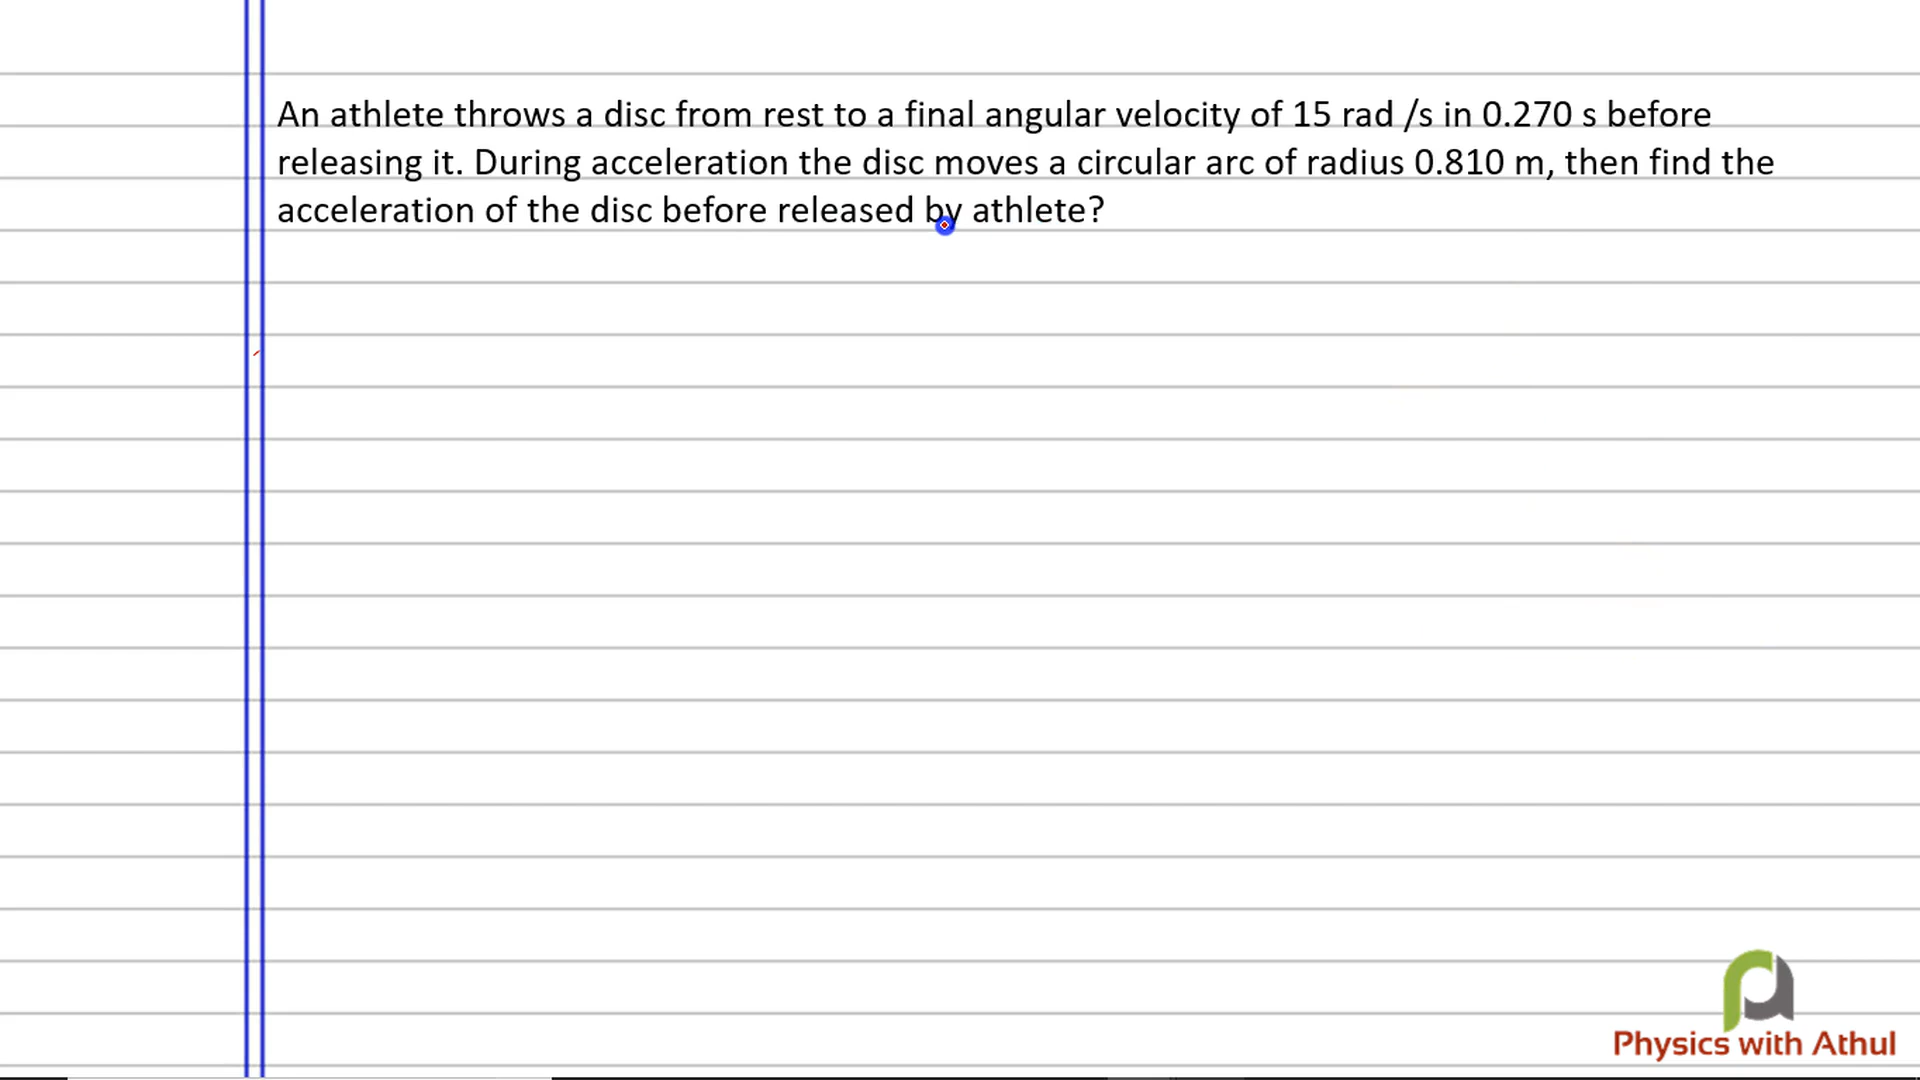 An athlete throws a disc from rest to a final angular velocity of 15 rad /s in 0.270 s before
releasing it. During acceleration the disc moves a circular arc of radius 0.810 m, then find the
acceleration of the disc before released by athlete?
Physics with Athul